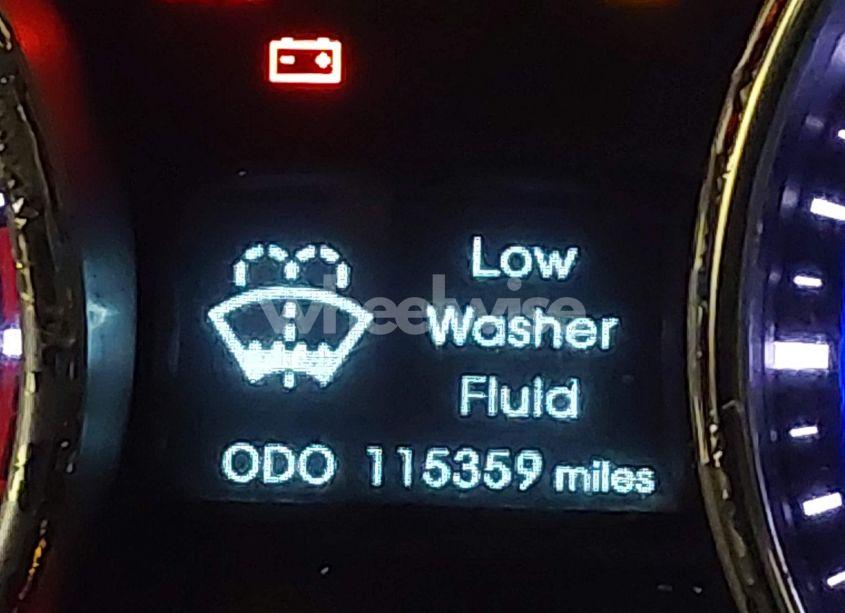 Low
Washer
Fluid
ODO 115359 miles
wheelwise